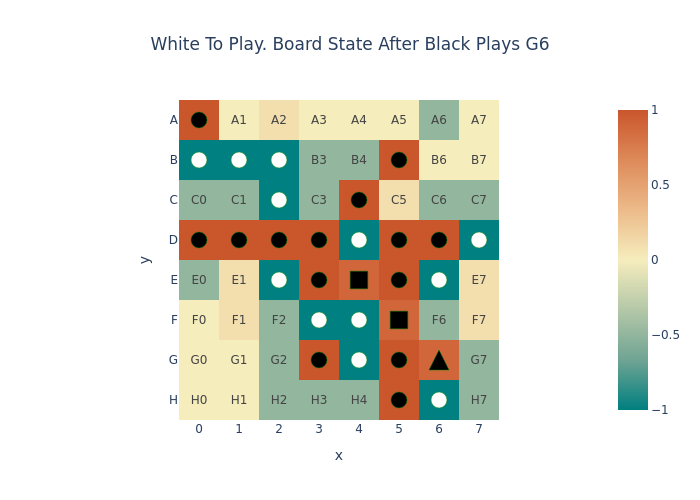 White To Play. Board State After Black Plays G6
A A1 A2 A3 A4 A5 A6 A7
B B3 B4 B6 B7
C C0 C1 C3 C5 C6 C7
D
E E0 E1 E7
F F0 F1 F2 F6 F7
G G0 G1 G2 G7
H H0 H1 H2 H3 H4 H7
0 1 2 3 4 5 6 7
x
y
1
0.5
0
−0.5
−1